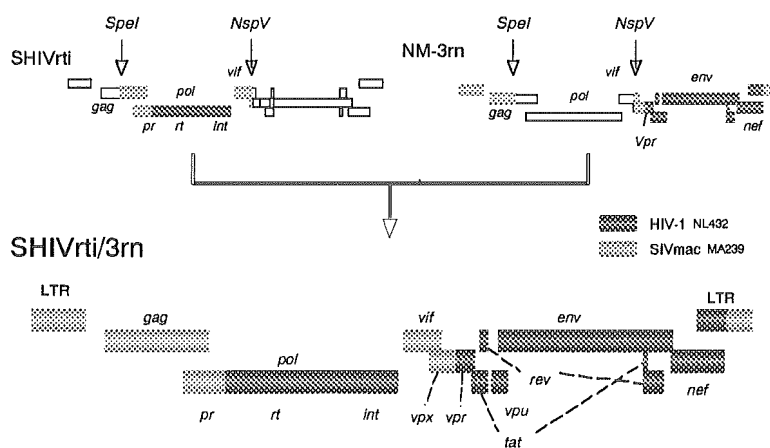 SpeI NspV
SHIVrti
vif
pol
gag
pr rt int
SpeI NspV
NM-3rn
vif env
pol
gag
Vpr nef
HIV-1 NL432
SIVmac MA239
SHIVrti/3rn
LTR LTR
gag vif env
pol
rev
nef
pr rt int vpx vpr vpu
tat